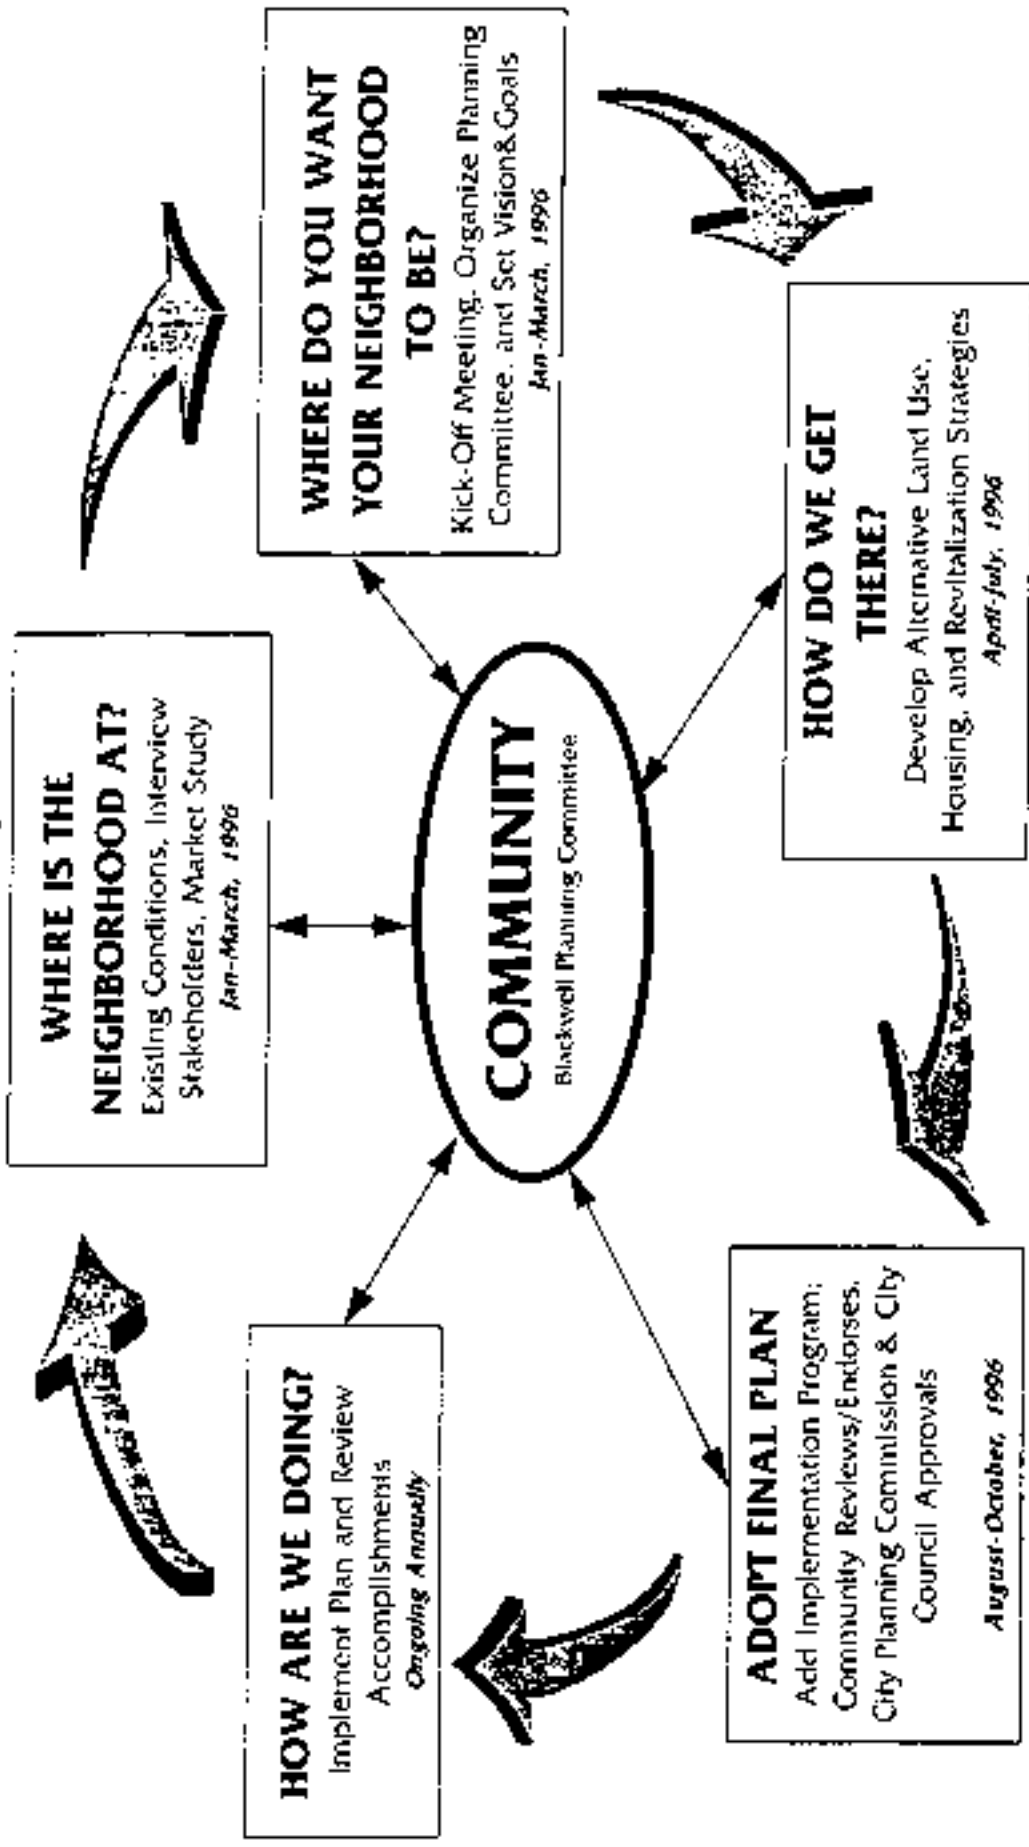 WHERE IS THE
NEIGHBORHOOD AT?
Existing Conditions, Interview
Stakeholders, Market Study
Jan-March, 1996
WHERE DO YOU WANT
YOUR NEIGHBORHOOD
TO BE?
Kick-Off Meeting, Organize Planning
Committee, and Set Vision&Goals
Jan-March, 1996
HOW DO WE GET
THERE?
Develop Alternative Land Use,
Housing, and Revitalization Strategies
April-July, 1996
ADOPT FINAL PLAN
Add Implementation Program;
Community Reviews/Endorses,
City Planning Commission & City
Council Approvals
August-October, 1996
HOW ARE WE DOING?
Implement Plan and Review
Accomplishments
Ongoing Annually
COMMUNITY
Blackwell Planning Committee